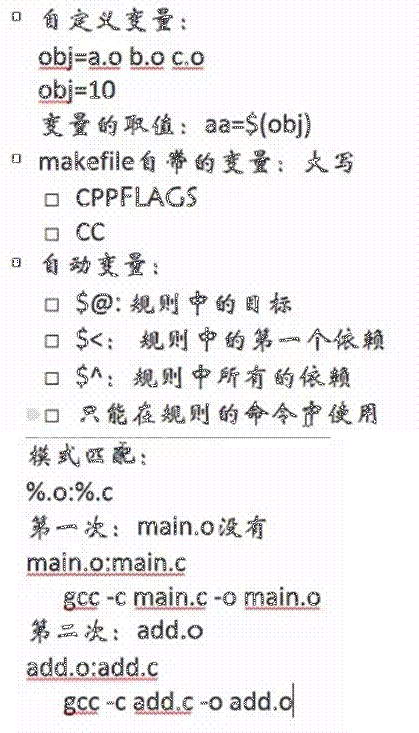 自定义变量：
obj=a.o b.o c.o
obj=10
变量的取值：aa=$(obj)
makefile自带的变量：大写
CPPFLAGS
CC
自动变量：
$@: 规则中的目标
$<： 规则中的第一个依赖
$^： 规则中所有的依赖
只能在规则的命令中使用
模式匹配：
%.o:%.c
第一次：main.o没有
main.o:main.c
gcc -c main.c -o main.o
第二次：add.o
add.o:add.c
gcc -c add.c -o add.o